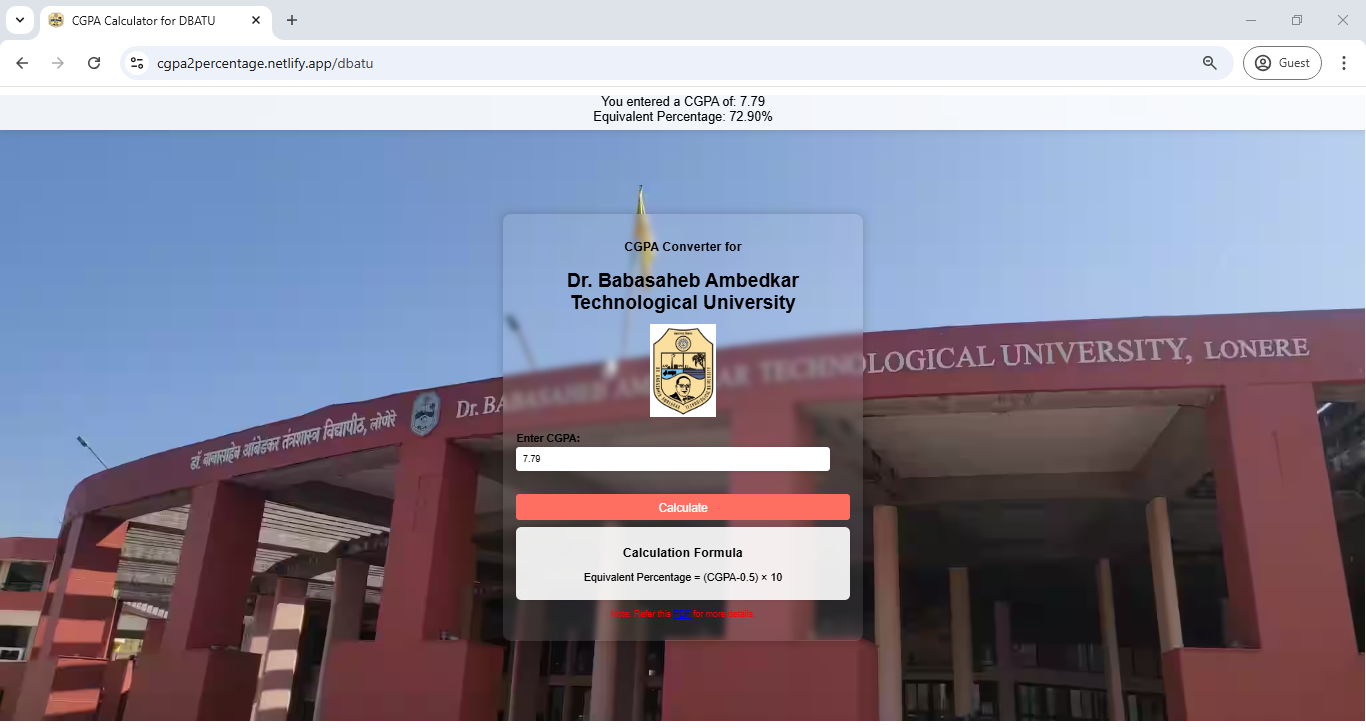 CGPA Calculator for DBATU
cgpa2percentage.netlify.app/dbatu
Guest
You entered a CGPA of: 7.79
Equivalent Percentage: 72.90%
CGPA Converter for
Dr. Babasaheb Ambedkar
Technological University
डॉ. बाबासाहेब आंबेडकर तंत्रशास्त्र विद्यापीठ, लोणेरे
Dr. BABASAHEB AMBEDKAR TECHNOLOGICAL UNIVERSITY, LONERE
Enter CGPA:
7.79
Calculate
Calculation Formula
Equivalent Percentage = (CGPA-0.5) × 10
Note: Refer this PDF for more details.